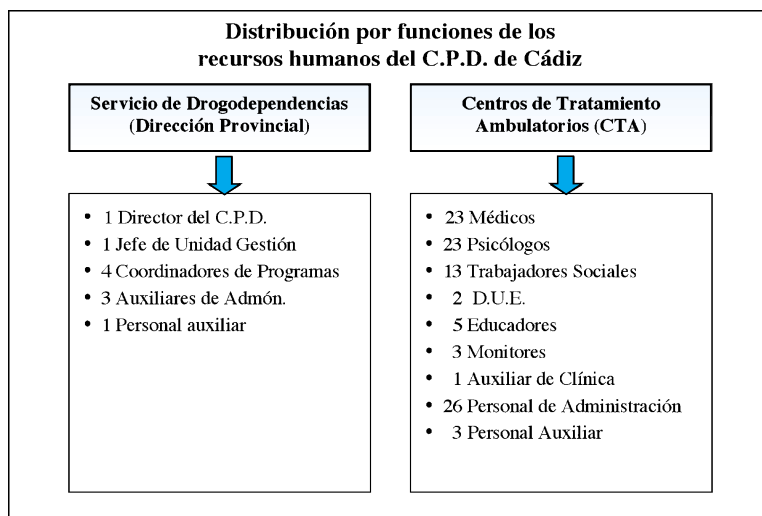 Distribución por funciones de los
recursos humanos del C.P.D. de Cádiz
Servicio de Drogodependencias
(Dirección Provincial)
• 1 Director del C.P.D.
• 1 Jefe de Unidad Gestión
• 4 Coordinadores de Programas
• 3 Auxiliares de Admón.
• 1 Personal auxiliar
Centros de Tratamiento
Ambulatorios (CTA)
• 23 Médicos
• 23 Psicólogos
• 13 Trabajadores Sociales
• 2 D.U.E.
• 5 Educadores
• 3 Monitores
• 1 Auxiliar de Clínica
• 26 Personal de Administración
• 3 Personal Auxiliar